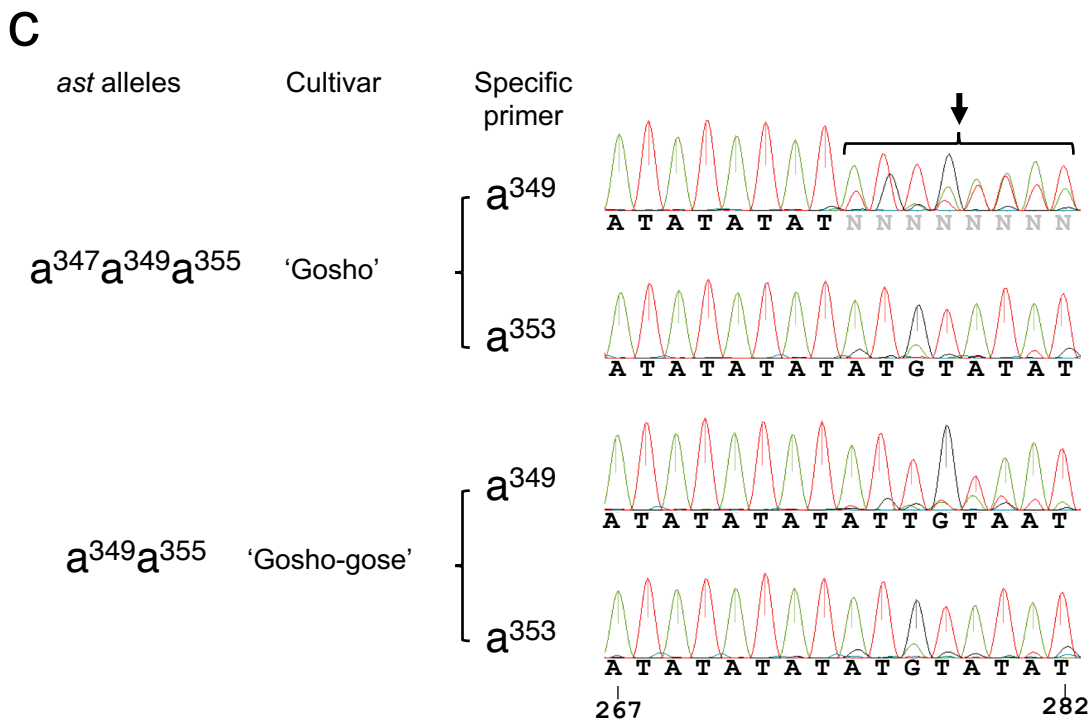 C
ast alleles Cultivar Specific primer
a349
ATATATATNNNNNNNN
a347a349a355 ‘Gosho’
a353
ATATATATATGTATAT
a349
ATATATATATTGTAAT
a349a355 ‘Gosho-gose’
a353
ATATATATATGTATAT
267 282